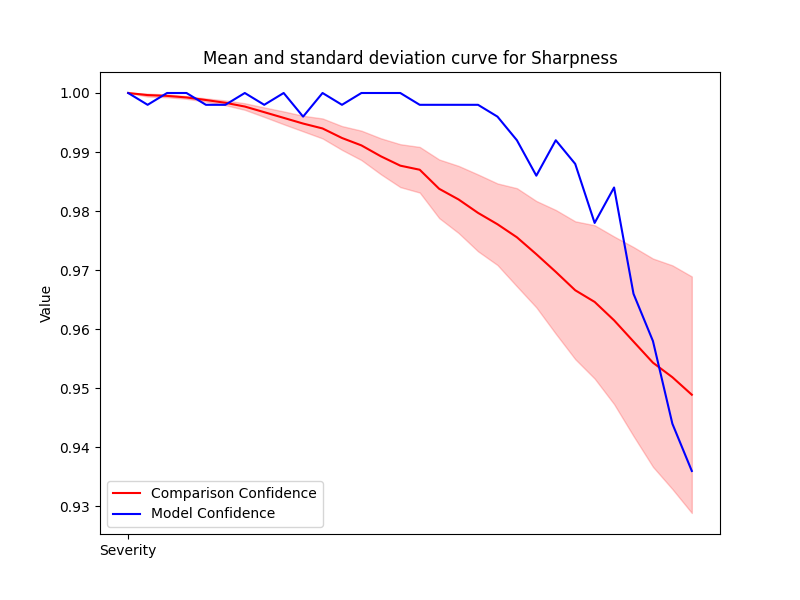 Mean and standard deviation curve for Sharpness
1.00
0.99
0.98
0.97
0.96
0.95
0.94
0.93
Value
Comparison Confidence
Model Confidence
Severity